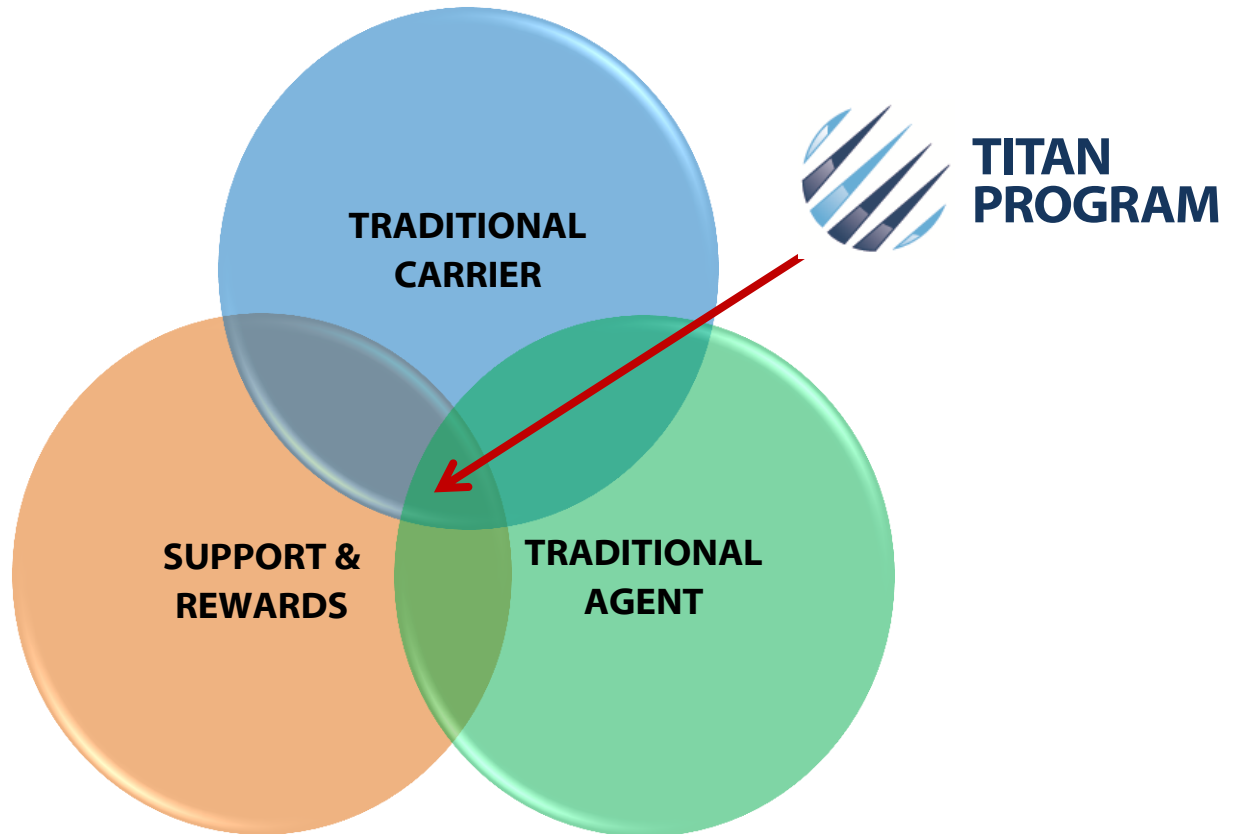 TRADITIONAL
CARRIER
TITAN
PROGRAM
SUPPORT &
REWARDS
TRADITIONAL
AGENT